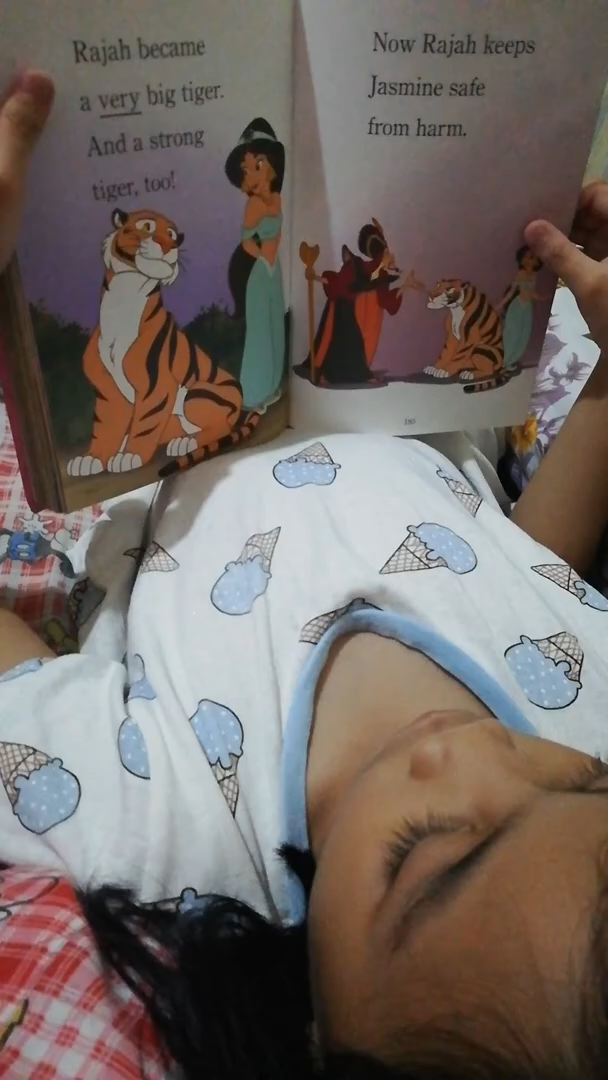 Rajah became
a very big tiger.
And a strong
tiger, too!
Now Rajah keeps
Jasmine safe
from harm.